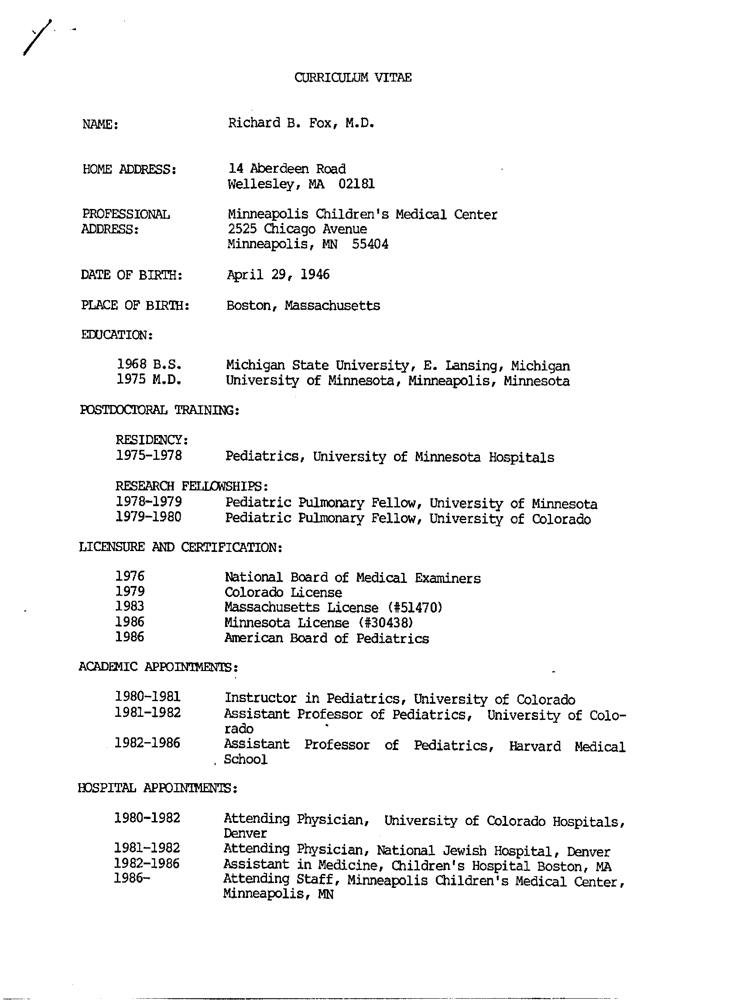 CURRICULUM VITAE
NAME: Richard B. Fox, M.D.
HOME ADDRESS: 14 Aberdeen Road
Wellesley, MA 02181
PROFESSIONAL Minneapolis Children's Medical Center
ADDRESS: 2525 Chicago Avenue
Minneapolis, MN 55404
DATE OF BIRTH: April 29, 1946
PLACE OF BIRTH: Boston, Massachusetts
EDUCATION:
1968 B.S. Michigan State University, E. Lansing, Michigan
1975 M.D. University of Minnesota, Minneapolis, Minnesota
POSTDOCTORAL TRAINING:
RESIDENCY:
1975-1978 Pediatrics, University of Minnesota Hospitals
RESEARCH FELLOWSHIPS:
1978-1979 Pediatric Pulmonary Fellow, University of Minnesota
1979-1980 Pediatric Pulmonary Fellow, University of Colorado
LICENSURE AND CERTIFICATION:
1976 National Board of Medical Examiners
1979 Colorado License
1983 Massachusetts License (#51470)
1986 Minnesota License (#30438)
1986 American Board of Pediatrics
ACADEMIC APPOINTMENTS:
1980-1981 Instructor in Pediatrics, University of Colorado
1981-1982 Assistant Professor of Pediatrics, University of Colo-
rado
1982-1986 Assistant Professor of Pediatrics, Harvard Medical
School
HOSPITAL APPOINTMENTS:
1980-1982 Attending Physician, University of Colorado Hospitals,
Denver
1981-1982 Attending Physician, National Jewish Hospital, Denver
1982-1986 Assistant in Medicine, Children's Hospital Boston, MA
1986- Attending Staff, Minneapolis Children's Medical Center,
Minneapolis, MN